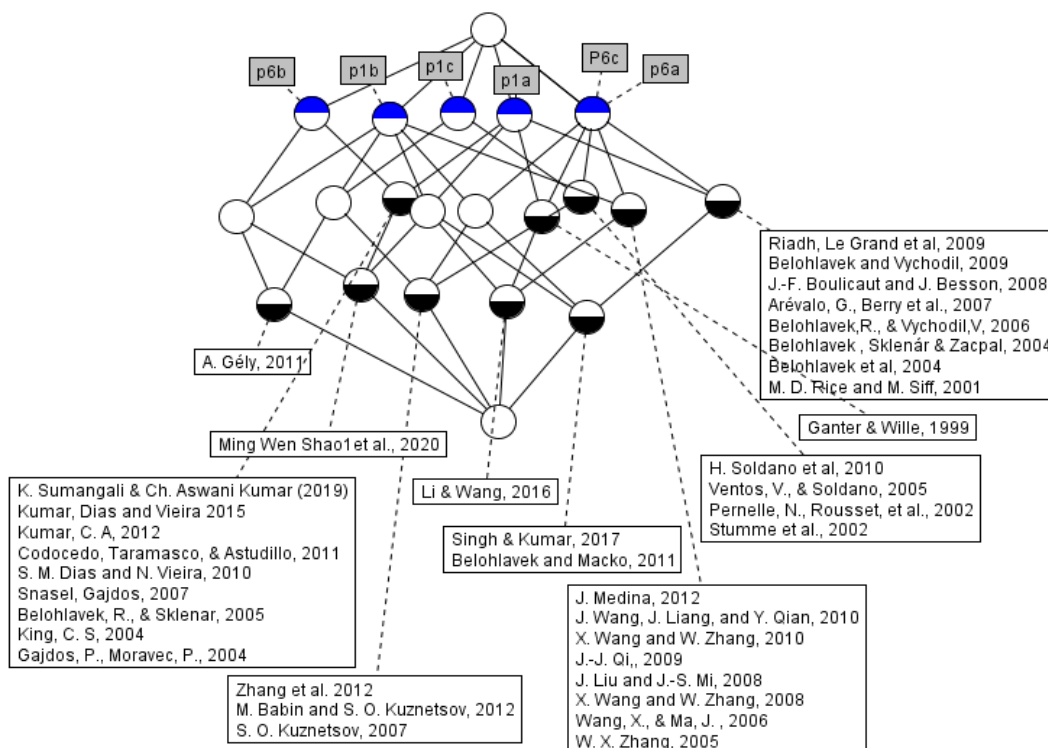 p6b
p1b
p1c
p1a
P6c
p6a
Riadh, Le Grand et al, 2009
Belohlavek and Vychodil, 2009
J.-F. Boulicaut and J. Besson, 2008
Arévalo, G., Berry et al., 2007
Belohlavek,R., & Vychodil,V, 2006
Belohlavek , Sklenár & Zacpal, 2004
Belohlavek et al, 2004
M. D. Rice and M. Siff, 2001
A. Gély, 2011
Ganter & Wille, 1999
Ming Wen Shao1et al., 2020
H. Soldano et al, 2010
Ventos, V., & Soldano, 2005
Pernelle, N., Rousset, et al., 2002
Stumme et al., 2002
K. Sumangali & Ch. Aswani Kumar (2019)
Kumar, Dias and Vieira 2015
Kumar, C. A, 2012
Codocedo, Taramasco, & Astudillo, 2011
S. M. Dias and N. Vieira, 2010
Snasel, Gajdos, 2007
Belohlavek, R., & Sklenar, 2005
King, C. S, 2004
Gajdos, P., Moravec, P., 2004
Li & Wang, 2016
Singh & Kumar, 2017
Belohlavek and Macko, 2011
J. Medina, 2012
J. Wang, J. Liang, and Y. Qian, 2010
X. Wang and W. Zhang, 2010
J.-J. Qi,, 2009
J. Liu and J.-S. Mi, 2008
X. Wang and W. Zhang, 2008
Wang, X., & Ma, J. , 2006
W. X. Zhang, 2005
Zhang et al. 2012
M. Babin and S. O. Kuznetsov, 2012
S. O. Kuznetsov, 2007